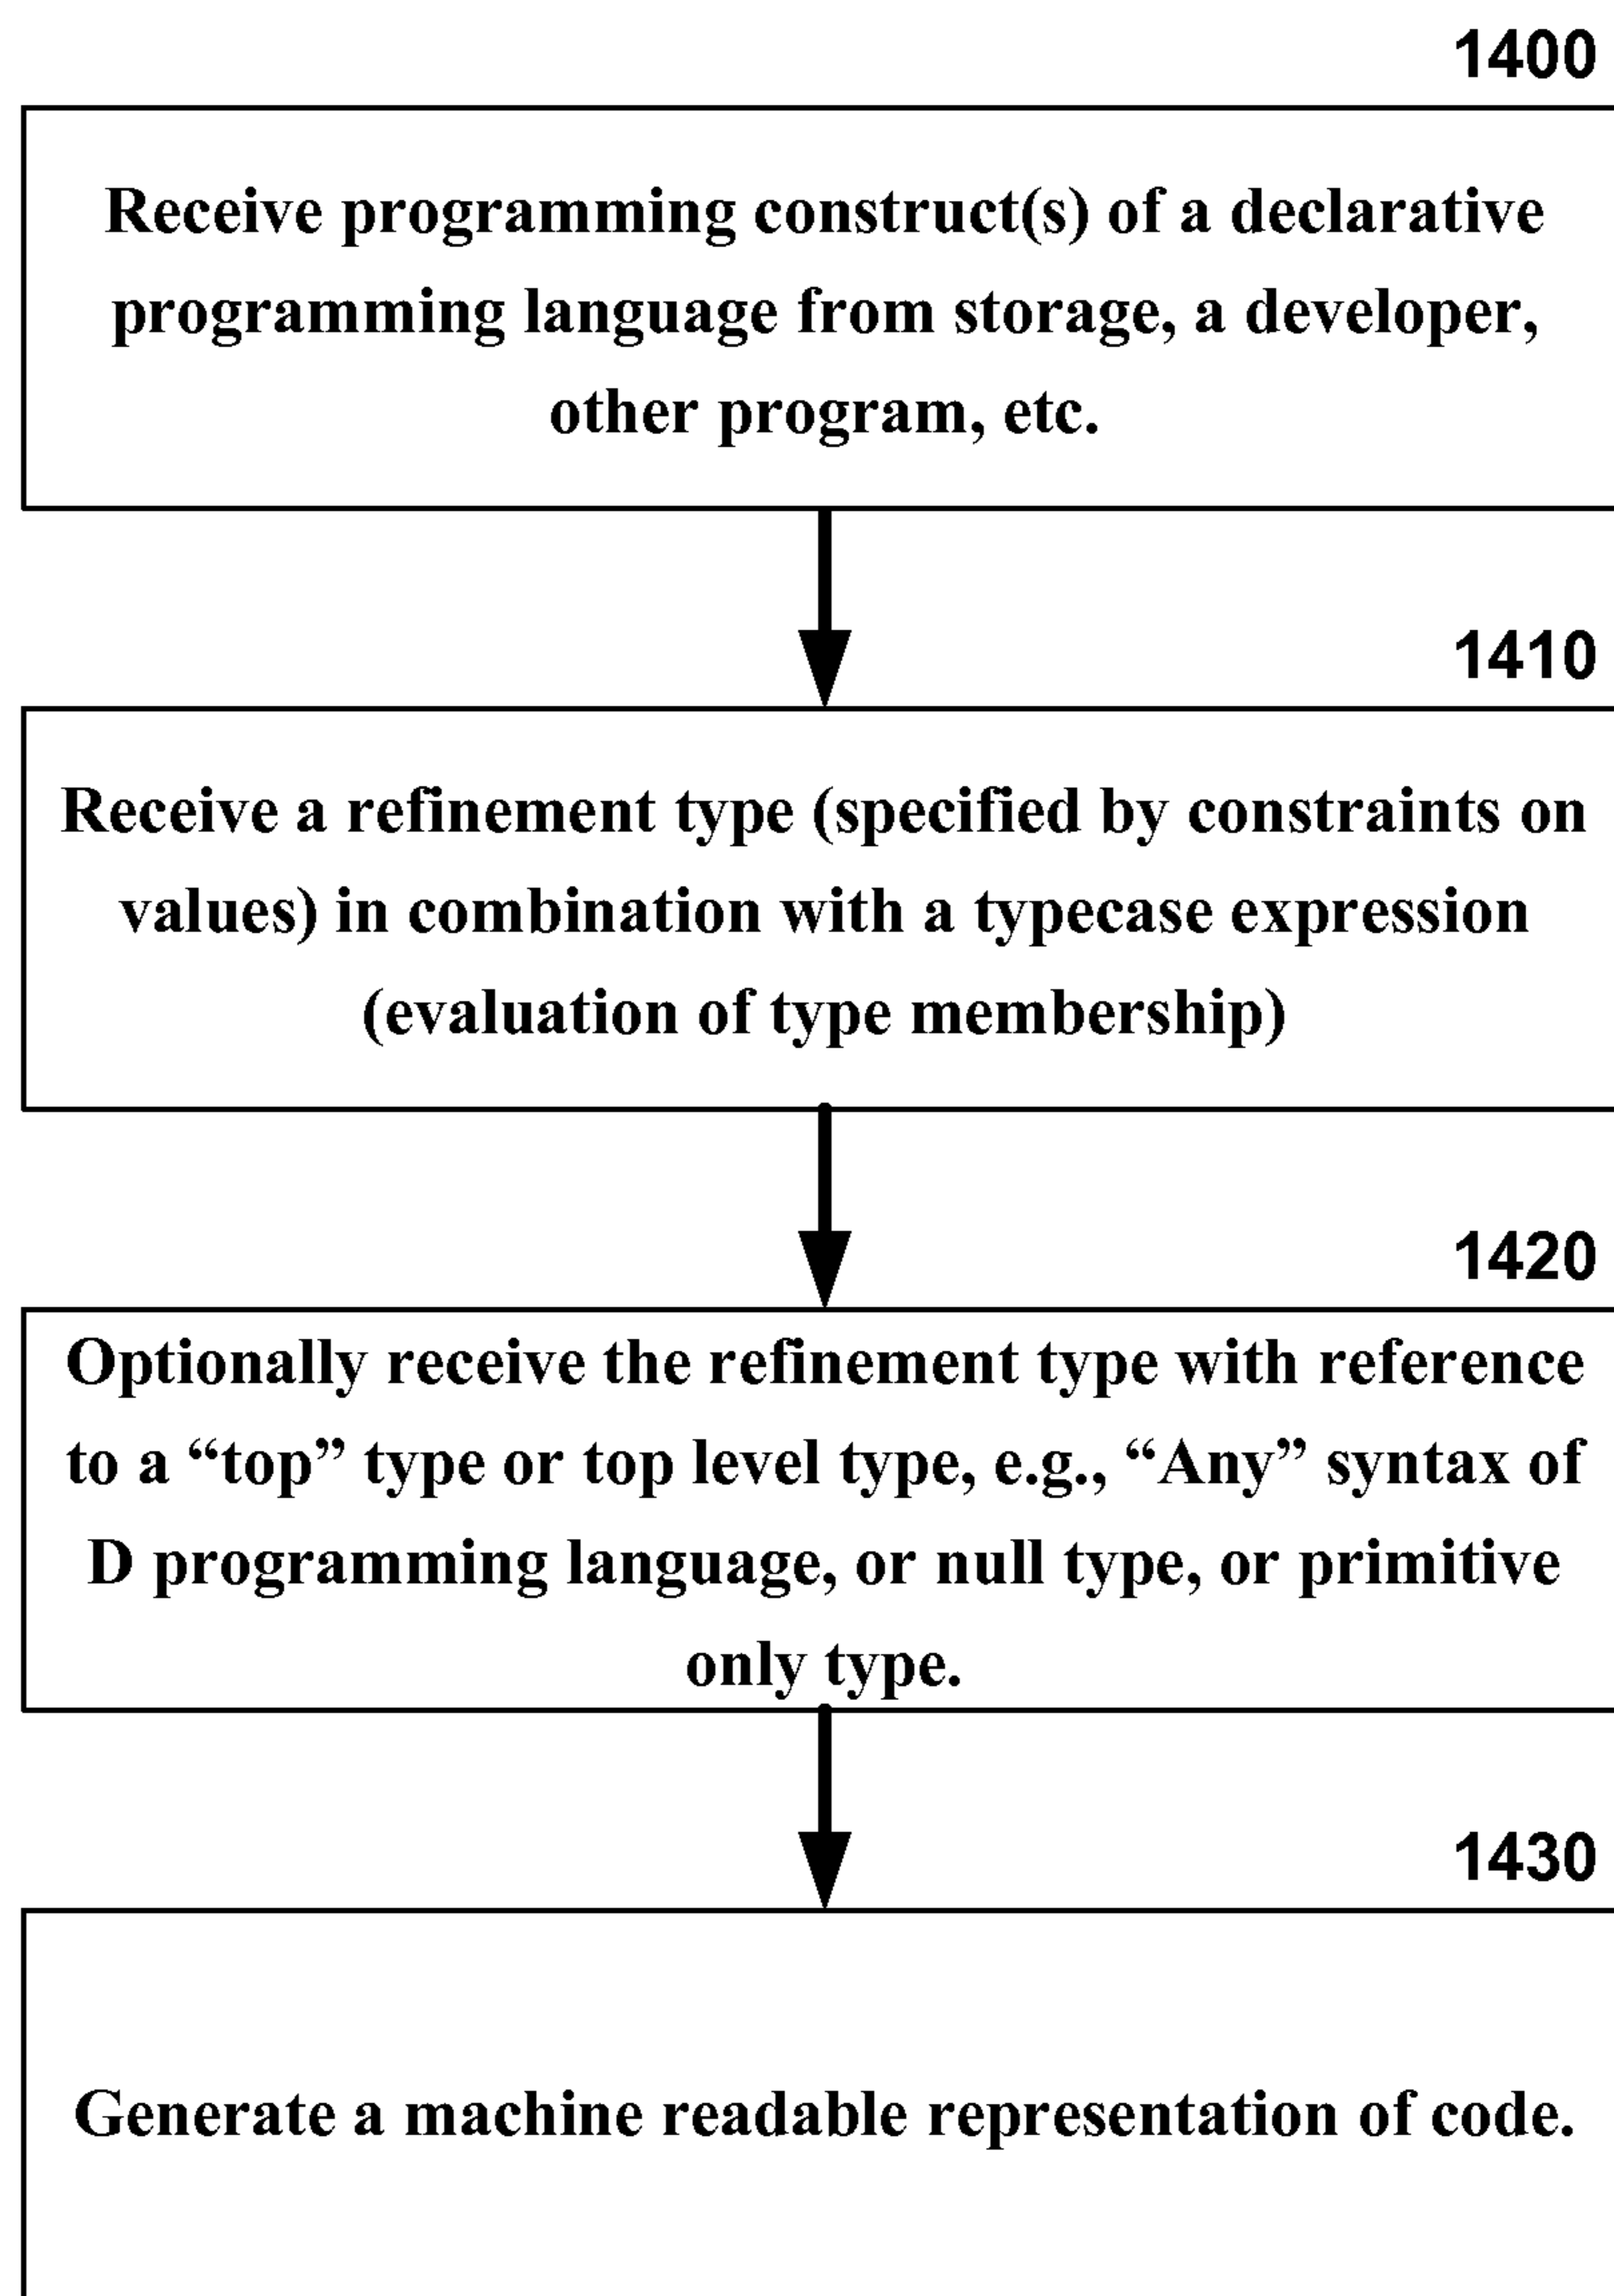 1400
Receive programming construct(s) of a declarative
programming language from storage, a developer,
other program, etc.
1410
Receive a refinement type (specified by constraints on
values) in combination with a typecase expression
(evaluation of type membership)
1420
Optionally receive the refinement type with reference
to a “top” type or top level type, e.g., “Any” syntax of
D programming language, or null type, or primitive
only type.
1430
Generate a machine readable representation of code.